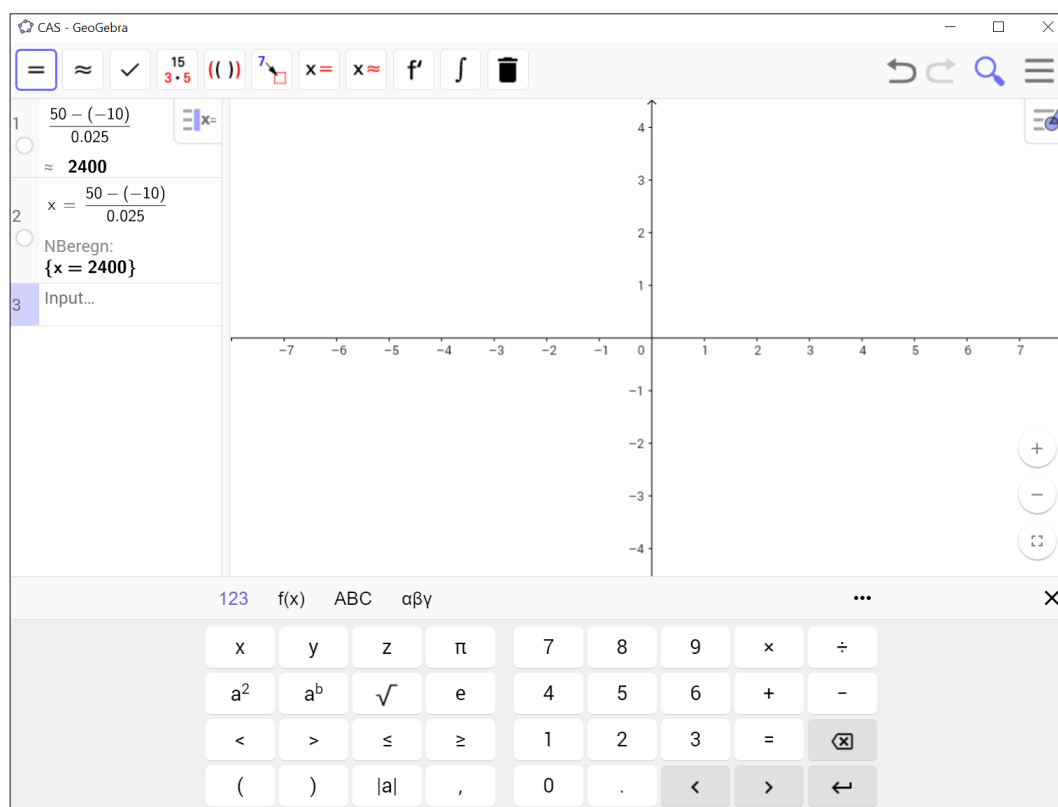 CAS - GeoGebra
= ≈ ✓ 15 3•5 (( )) 7 x= x≈ f′ ∫
1
50 − (−10)
0.025
x=
≈ 2400
2
x = 50 − (−10)
0.025
NBeregn:
{x = 2400}
3 Input...
4
3
2
1
−7 −6 −5 −4 −3 −2 −1 0 1 2 3 4 5 6 7
−1
−2
−3
−4
+
−
123 f(x) ABC αβγ •••
x y z π 7 8 9 × ÷
a² aᵇ √ e 4 5 6 + −
< > ≤ ≥ 1 2 3 =
( ) |a| , 0 . < >